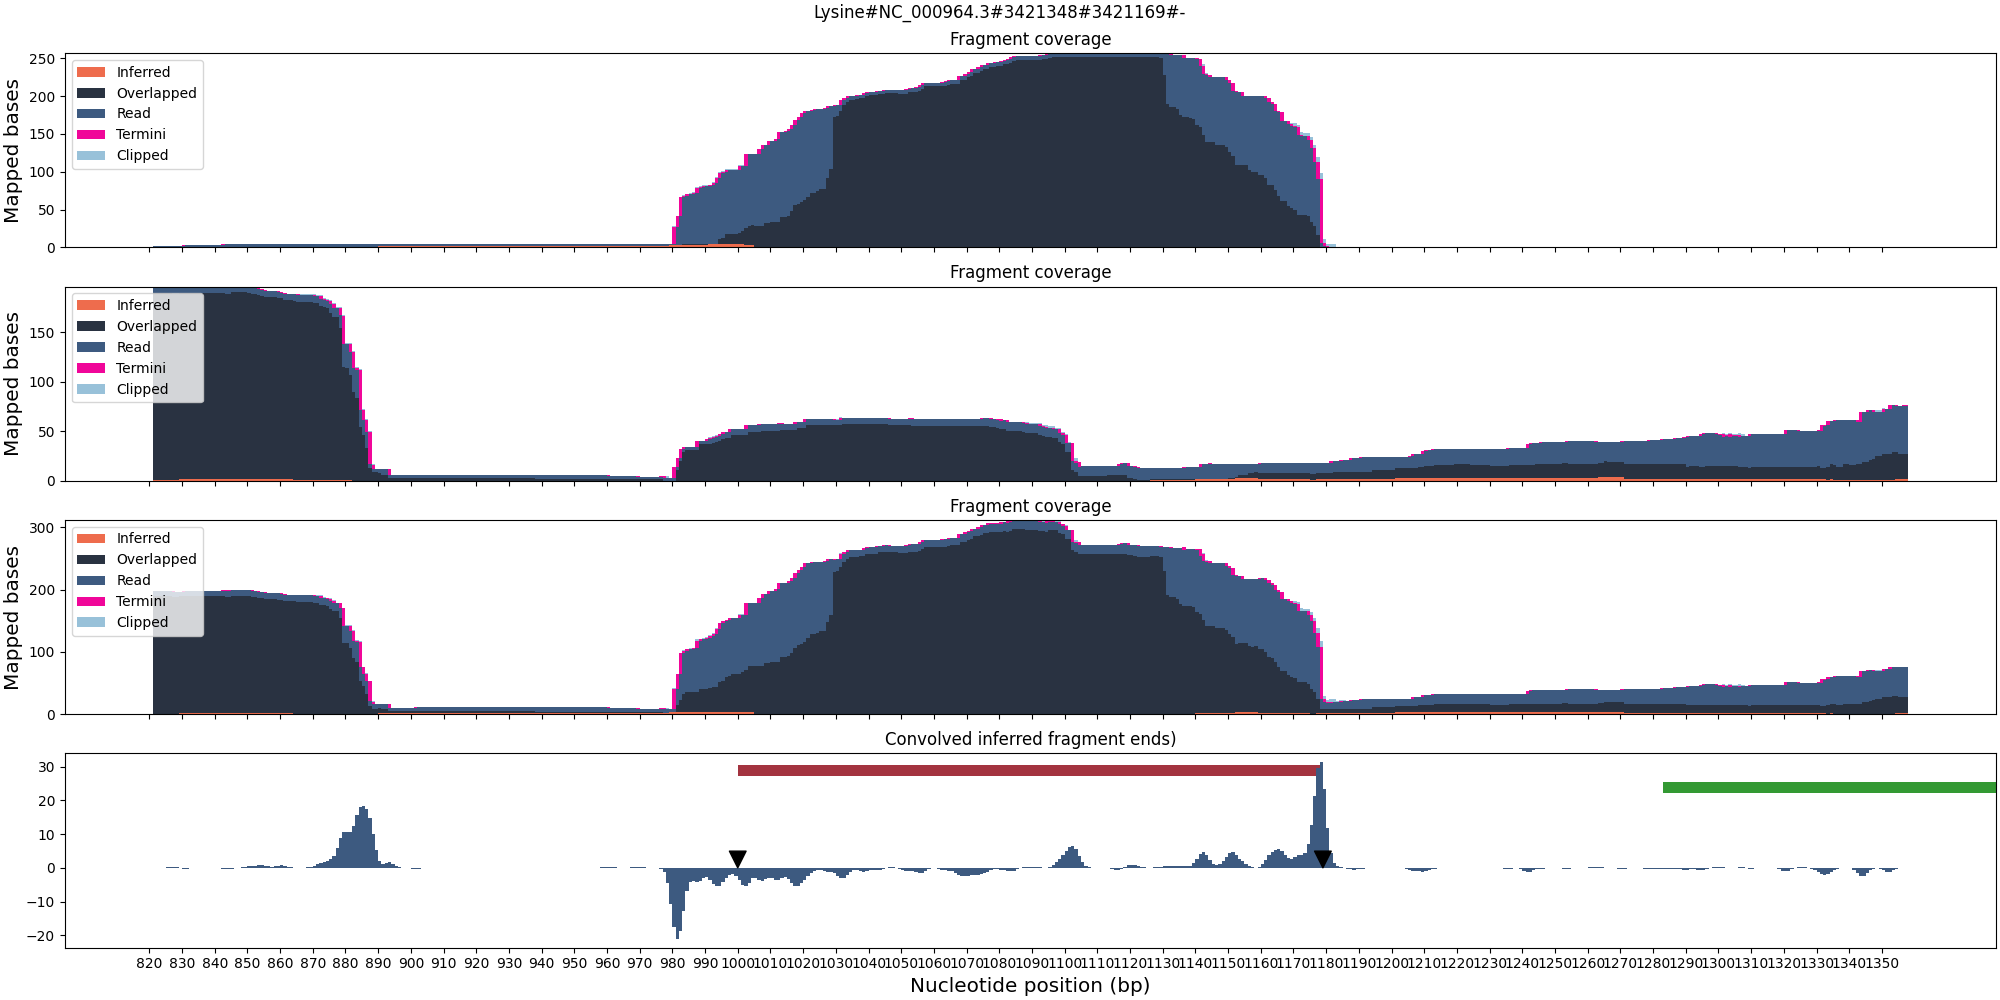 Lysine#NC_000964.3#3421348#3421169#-
Fragment coverage
Mapped bases
250
200
150
100
50
0
Inferred
Overlapped
Read
Termini
Clipped
Fragment coverage
Mapped bases
150
100
50
0
Inferred
Overlapped
Read
Termini
Clipped
Fragment coverage
Mapped bases
300
200
100
0
Inferred
Overlapped
Read
Termini
Clipped
Convolved inferred fragment ends)
30
20
10
0
−10
−20
820 830 840 850 860 870 880 890 900 910 920 930 940 950 960 970 980 990 1000 1010 1020 1030 1040 1050 1060 1070 1080 1090 1100 1110 1120 1130 1140 1150 1160 1170 1180 1190 1200 1210 1220 1230 1240 1250 1260 1270 1280 1290 1300 1310 1320 1330 1340 1350
Nucleotide position (bp)